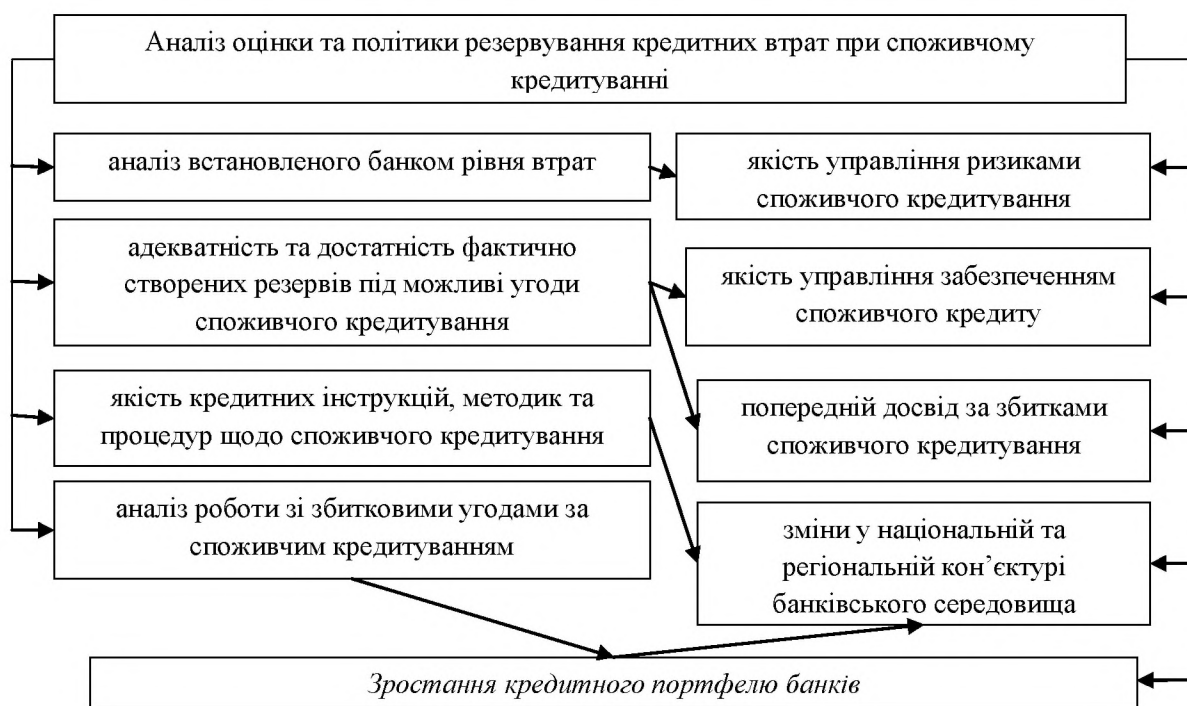 Аналіз оцінки та політики резервування кредитних втрат при споживчому
кредитуванні
аналіз встановленого банком рівня втрат
адекватність та достатність фактично
створених резервів під можливі угоди
споживчого кредитування
якість кредитних інструкцій, методик та
процедур щодо споживчого кредитування
аналіз роботи зі збитковими угодами за
споживчим кредитуванням
якість управління ризиками
споживчого кредитування
якість управління забезпеченням
споживчого кредиту
попередній досвід за збитками
споживчого кредитування
зміни у національній та
регіональній кон’єктурі
банківського середовища
Зростання кредитного портфелю банків